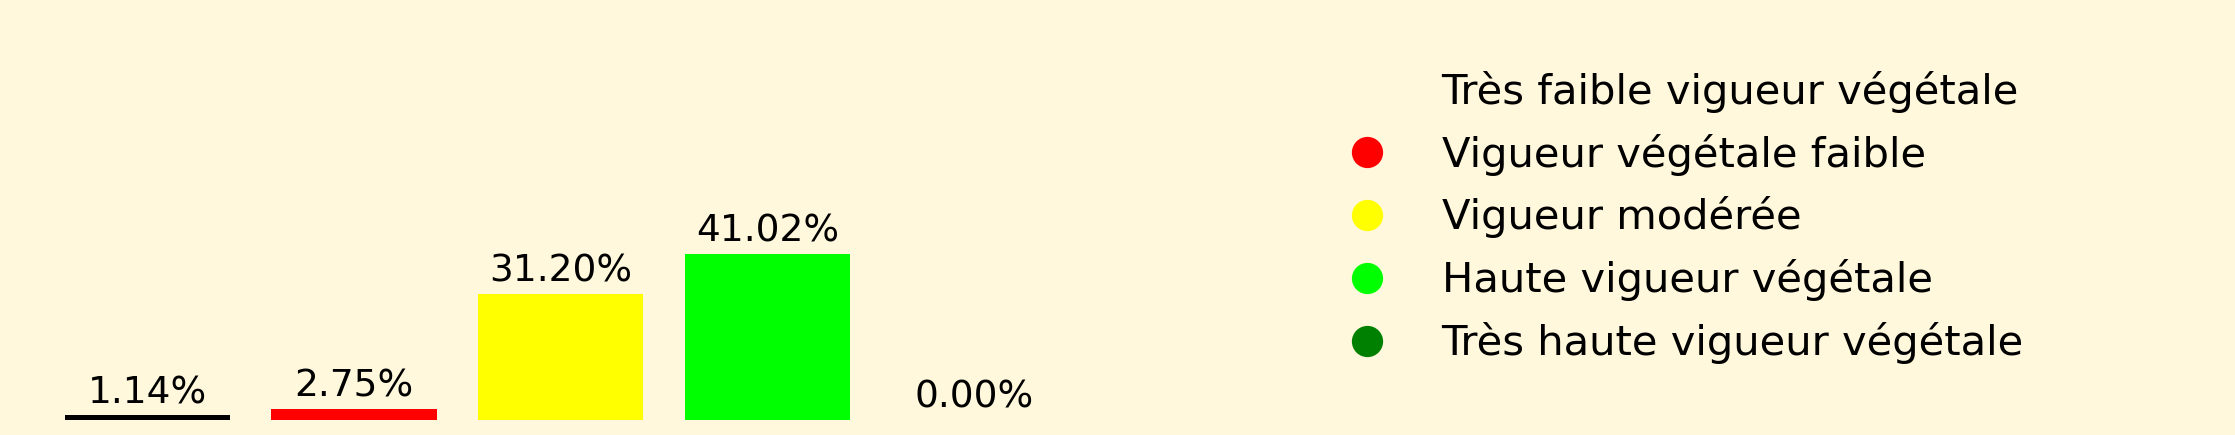 1.14%
2.75%
31.20%
41.02%
0.00%
Très faible vigueur végétale
Vigueur végétale faible
Vigueur modérée
Haute vigueur végétale
Très haute vigueur végétale